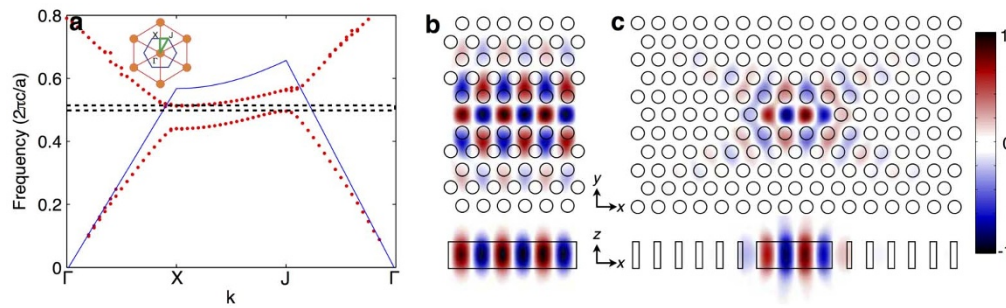 a
b
c
0.8
0.6
0.4
0.2
0
Frequency (2πc/a)
Γ
X
J
Γ
k
X
J
Γ
y
x
z
x
1
0
-1